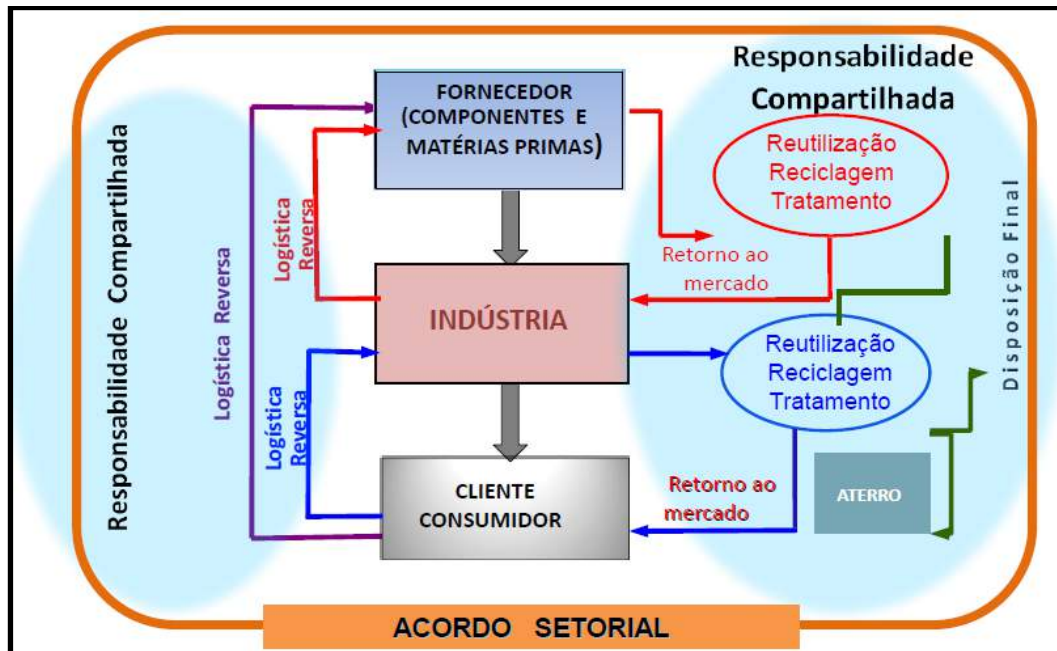 Responsabilidade
Compartilhada
FORNECEDOR
(COMPONENTES E
MATÉRIAS PRIMAS)
Reutilização
Reciclagem
Tratamento
Responsabilidade Compartilhada
Logística Reversa
Logística
Reversa
Retorno ao
mercado
Disposição Final
INDÚSTRIA
Reutilização
Reciclagem
Tratamento
Logística
Reversa
CLIENTE
CONSUMIDOR
Retorno ao
mercado
ATERRO
ACORDO SETORIAL